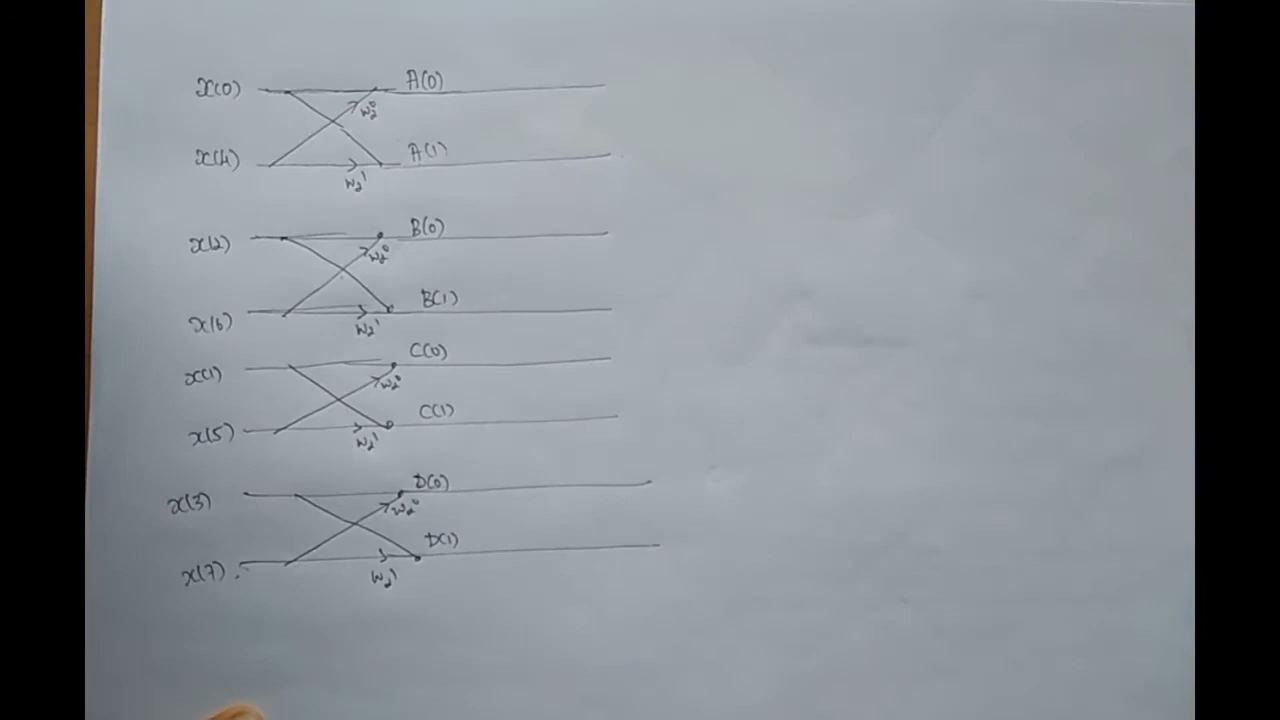 x(0) A(0)
W₂⁰
x(4) A(1)
W₂¹
x(2) B(0)
W₂⁰
x(6) B(1)
W₂¹
x(1) C(0)
W₂⁰
x(5) C(1)
W₂¹
x(3) D(0)
W₂⁰
x(7) D(1)
W₂¹